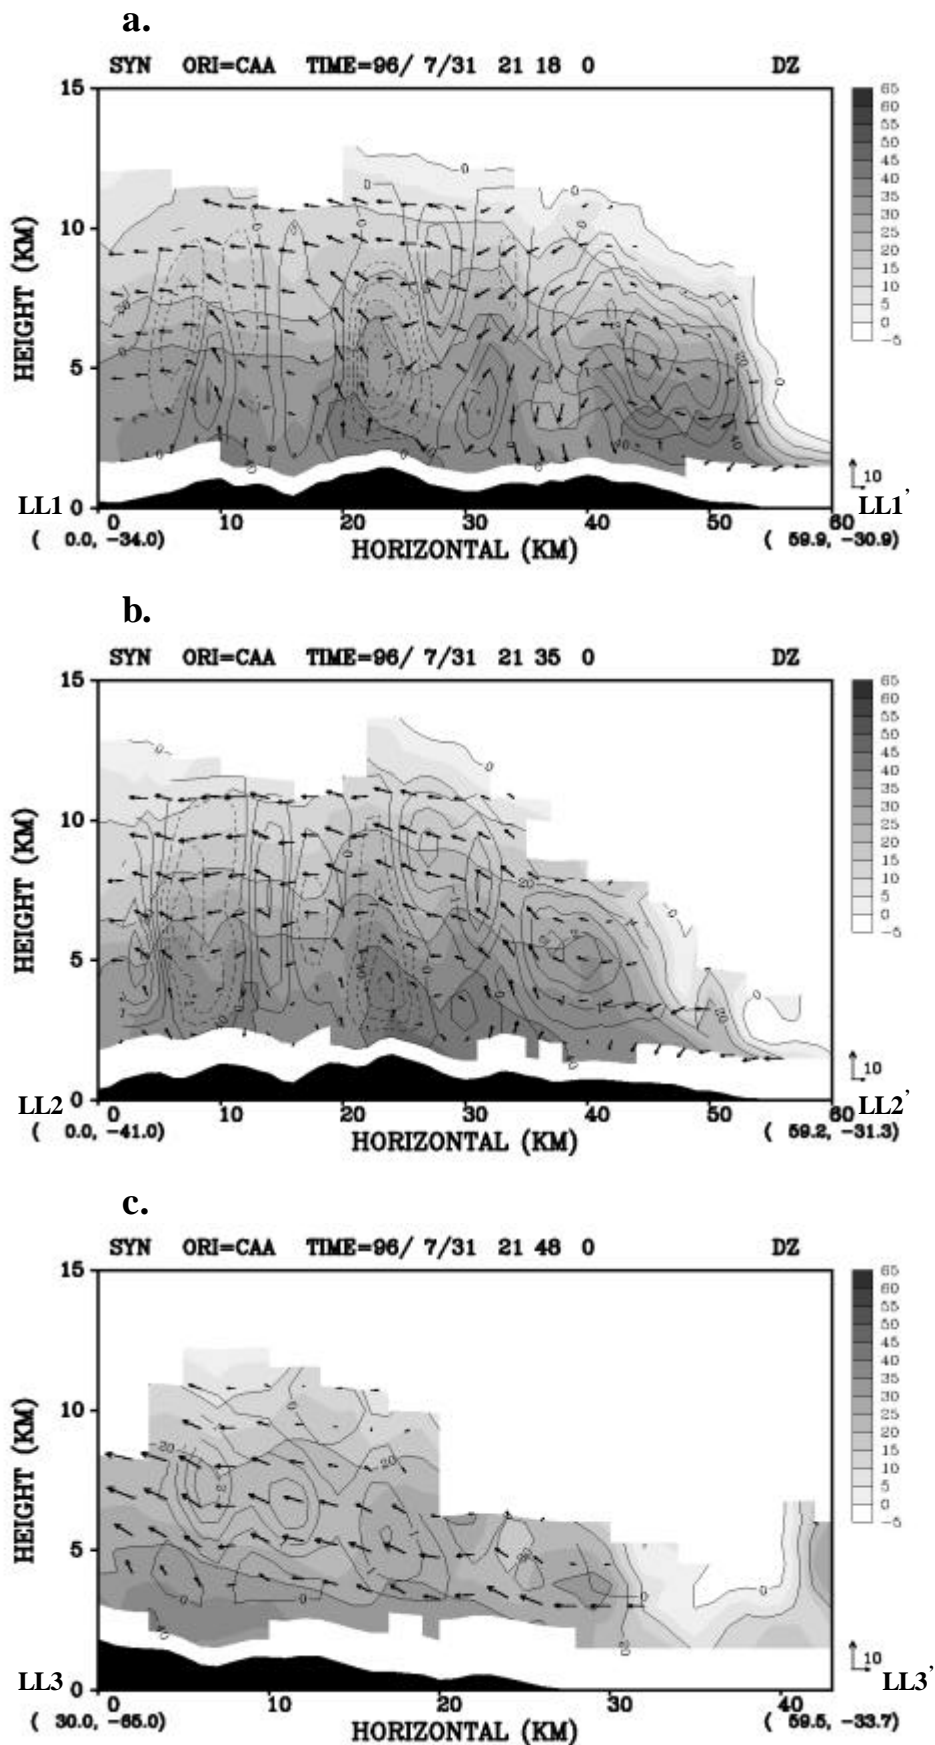 a.
SYN ORI=CAA TIME=96/ 7/31 21 18 0 DZ
15
10
5
0
HEIGHT (KM)
65
60
55
50
45
40
35
30
25
20
15
10
5
0
-5
10
LL1
LL1’
0 10 20 30 40 50 60
( 0.0, -34.0)
HORIZONTAL (KM)
( 59.9, -30.9)
b.
SYN ORI=CAA TIME=96/ 7/31 21 35 0 DZ
15
10
5
0
HEIGHT (KM)
65
60
55
50
45
40
35
30
25
20
15
10
5
0
-5
10
LL2
LL2’
0 10 20 30 40 50 60
( 0.0, -41.0)
HORIZONTAL (KM)
( 59.2, -31.3)
c.
SYN ORI=CAA TIME=96/ 7/31 21 48 0 DZ
15
10
5
0
HEIGHT (KM)
65
60
55
50
45
40
35
30
25
20
15
10
5
0
-5
10
LL3
LL3’
0 10 20 30 40
( 30.0, -65.0)
HORIZONTAL (KM)
( 59.5, -33.7)